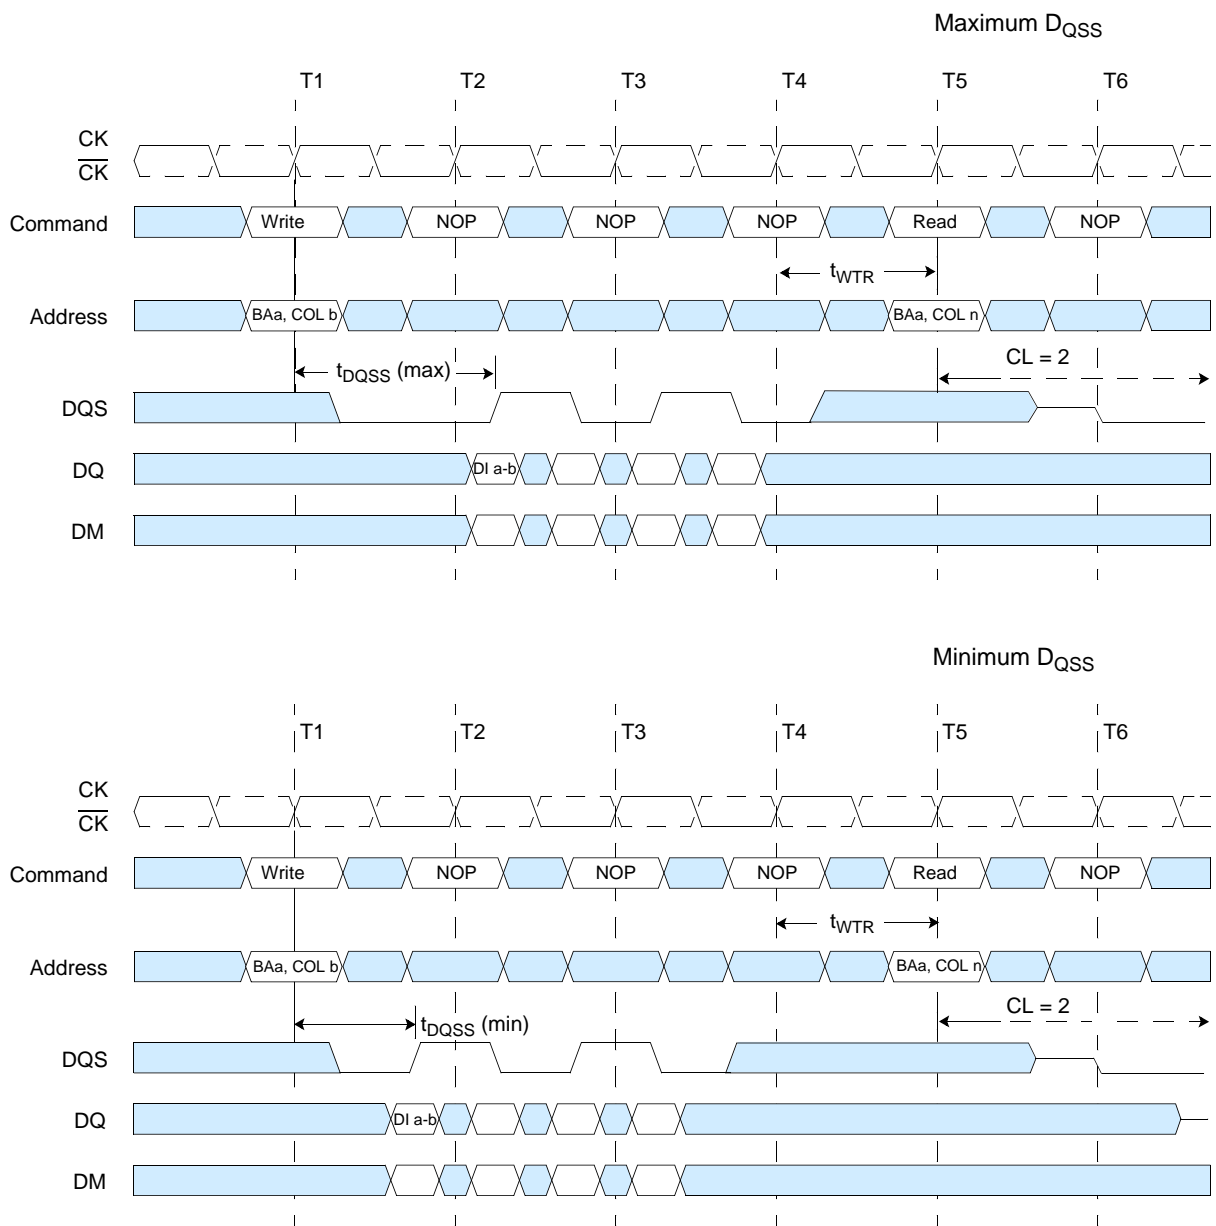 Maximum DQSS
T1 T2 T3 T4 T5 T6
CK
CK
Command Write NOP NOP NOP Read NOP
tWTR
Address BAa, COL b BAa, COL n
tDQSS (max) CL = 2
DQS
DQ DI a-b
DM
Minimum DQSS
T1 T2 T3 T4 T5 T6
CK
CK
Command Write NOP NOP NOP Read NOP
tWTR
Address BAa, COL b BAa, COL n
tDQSS (min) CL = 2
DQS
DQ DI a-b
DM